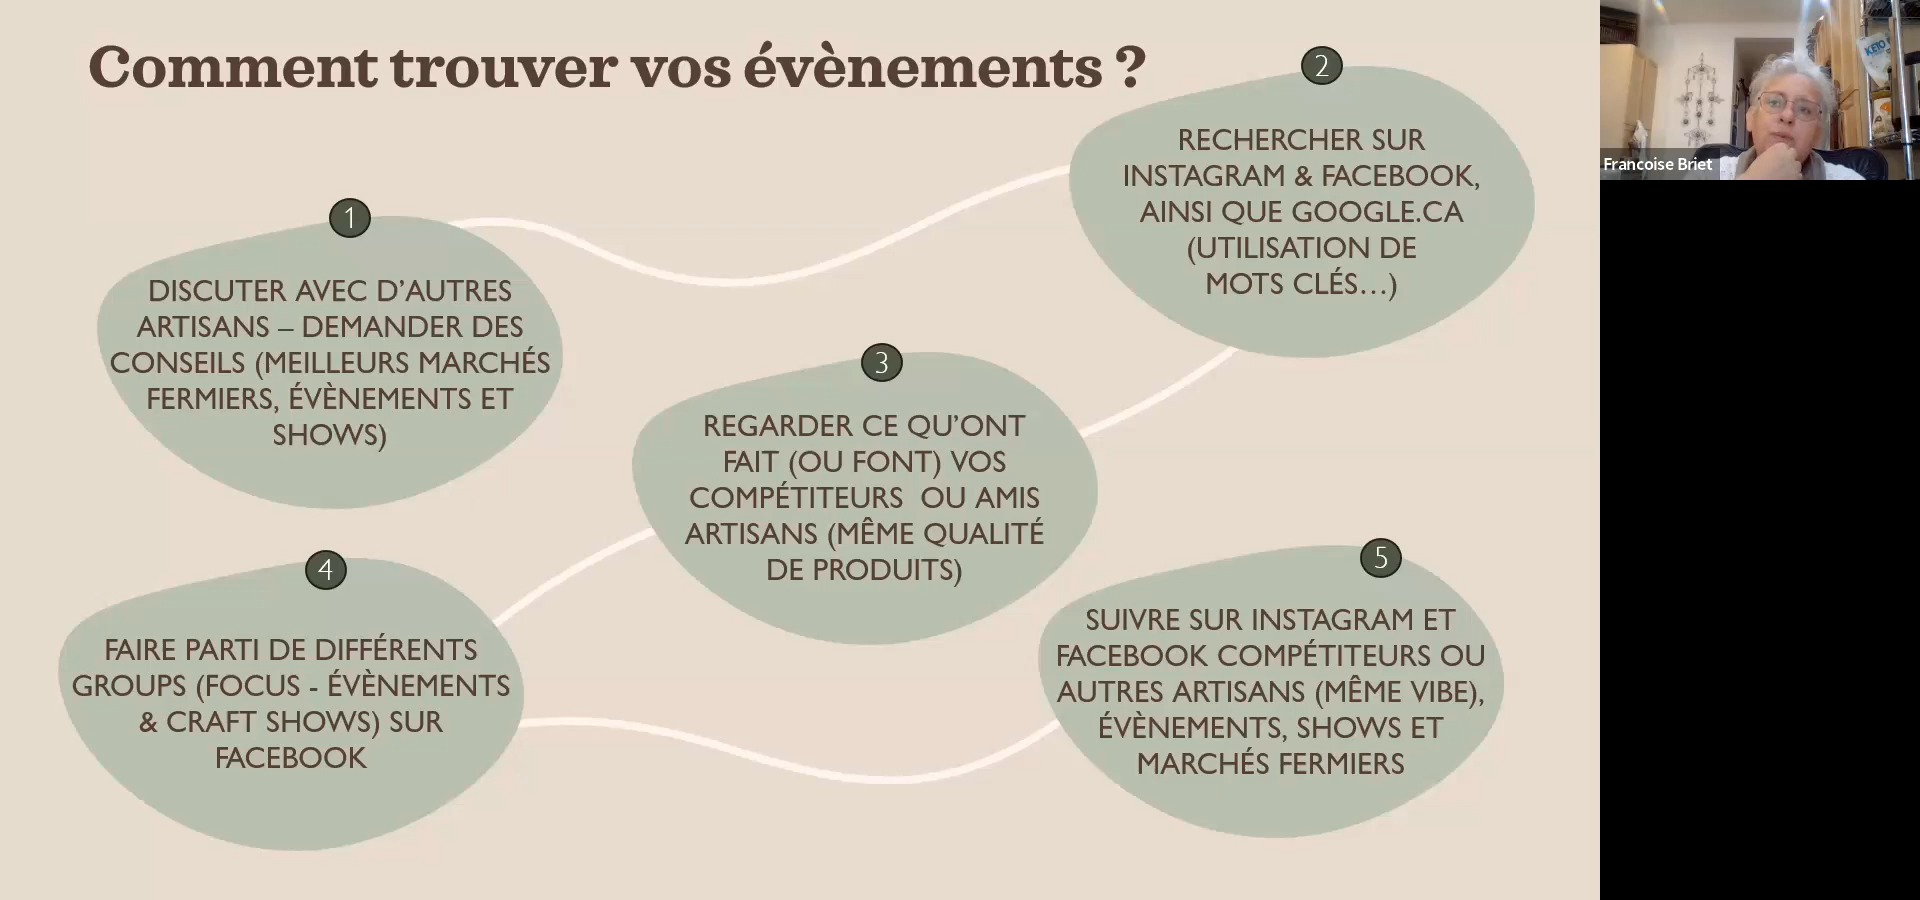 Comment trouver vos évènements ?
1
DISCUTER AVEC D’AUTRES
ARTISANS – DEMANDER DES
CONSEILS (MEILLEURS MARCHÉS
FERMIERS, ÉVÈNEMENTS ET
SHOWS)
2
RECHERCHER SUR
INSTAGRAM & FACEBOOK,
AINSI QUE GOOGLE.CA
(UTILISATION DE
MOTS CLÉS…)
3
REGARDER CE QU’ONT
FAIT (OU FONT) VOS
COMPÉTITEURS  OU AMIS
ARTISANS (MÊME QUALITÉ
DE PRODUITS)
4
FAIRE PARTI DE DIFFÉRENTS
GROUPS (FOCUS - ÉVÈNEMENTS
& CRAFT SHOWS) SUR
FACEBOOK
5
SUIVRE SUR INSTAGRAM ET
FACEBOOK COMPÉTITEURS OU
AUTRES ARTISANS (MÊME VIBE),
ÉVÈNEMENTS, SHOWS ET
MARCHÉS FERMIERS
KETO
Francoise Briet